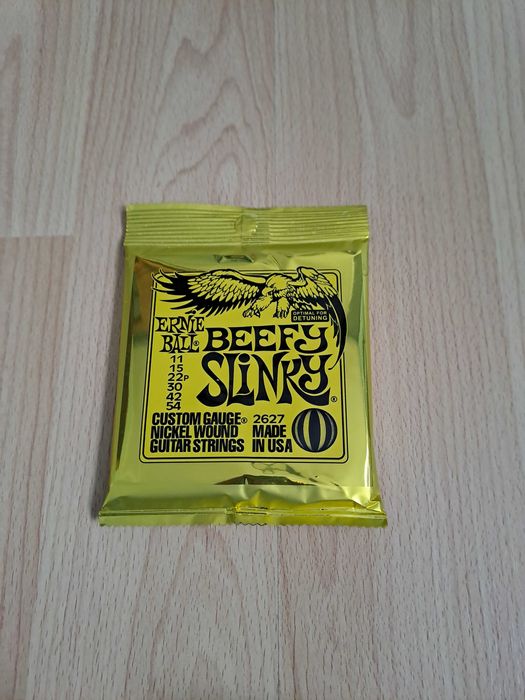 OPTIMAL FOR
DETUNING
ERNIE
BALL®
BEEFY
SLINKY®
11
15
22P
30
42
54
CUSTOM GAUGE®
NICKEL WOUND
GUITAR STRINGS
2627
MADE
IN USA